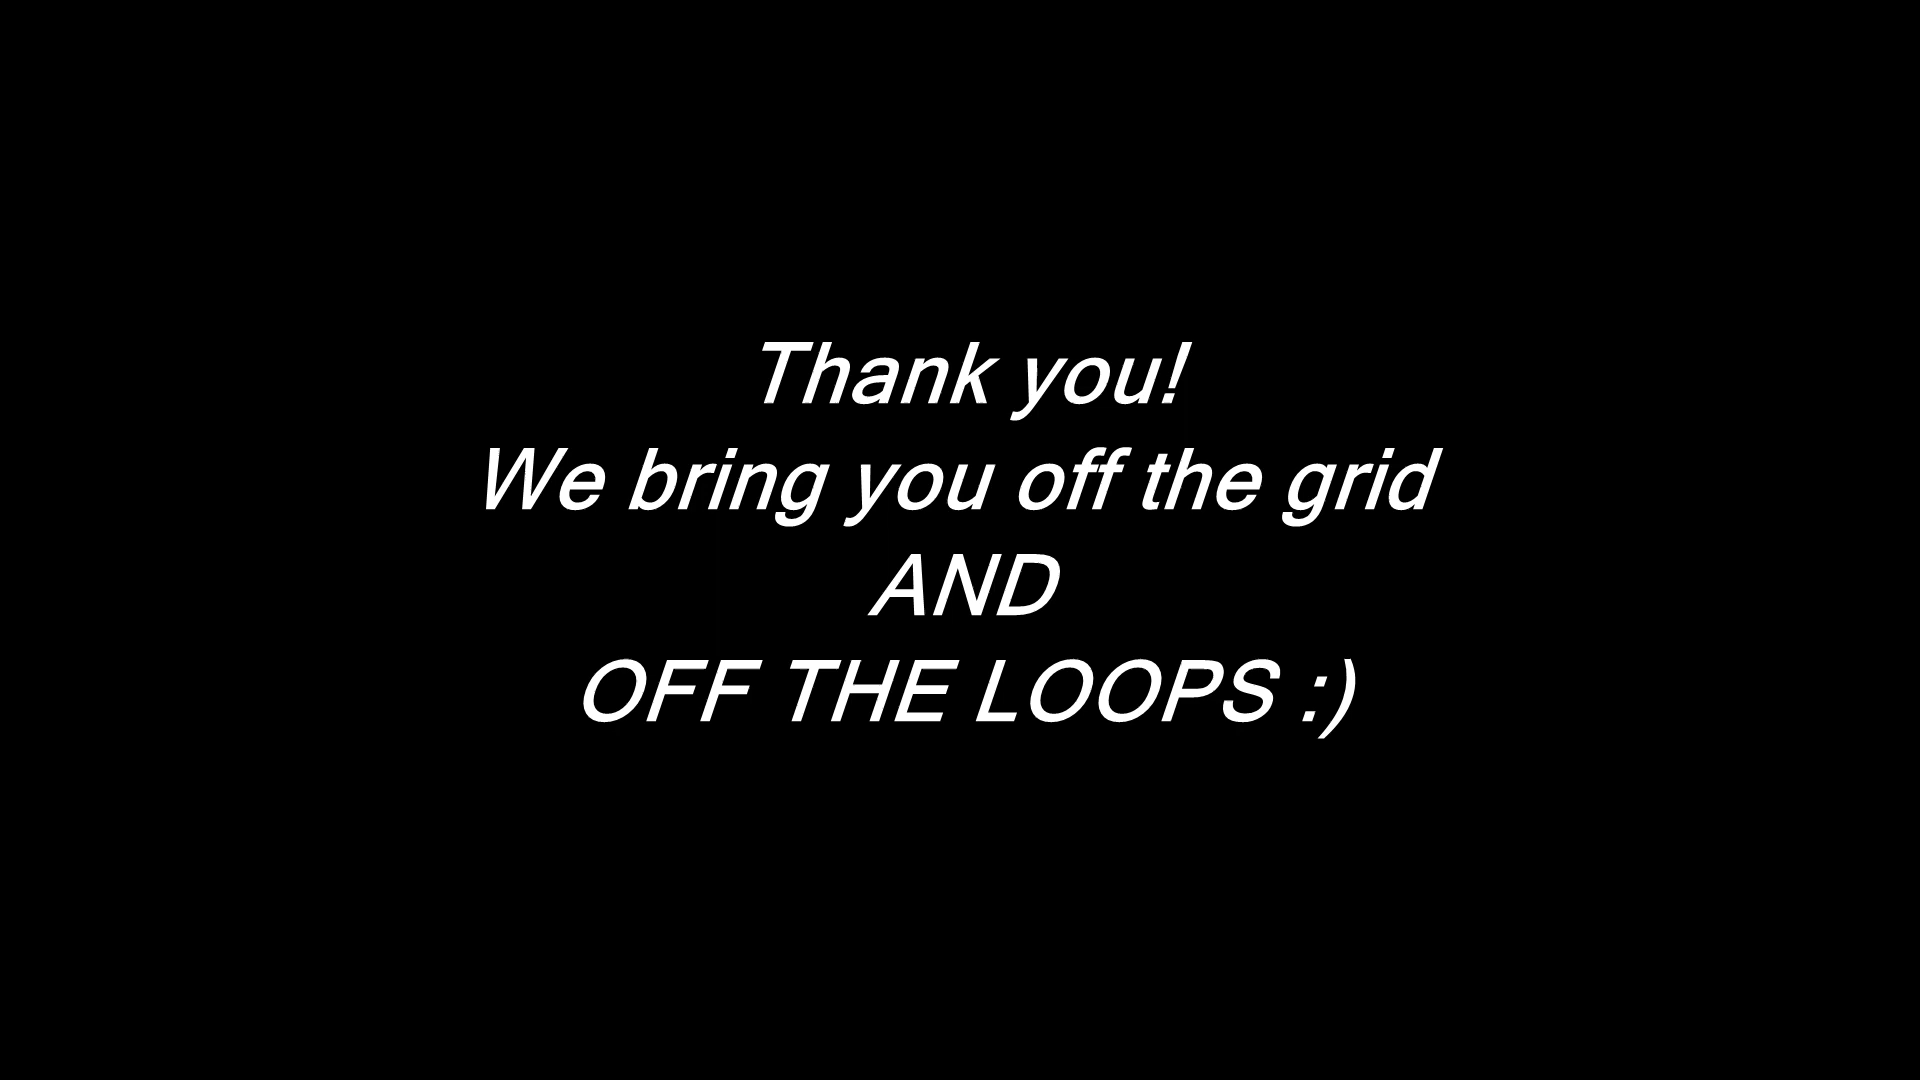 Thank you!
We bring you off the grid
AND
OFF THE LOOPS :)